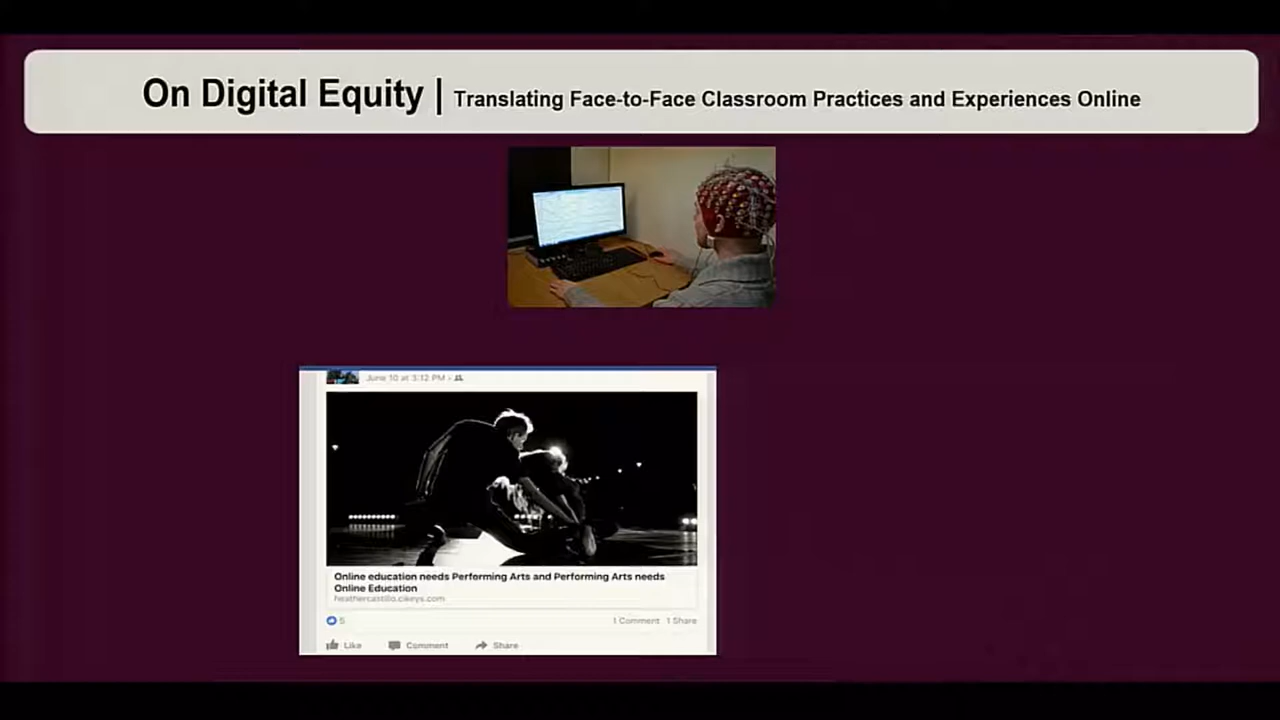 On Digital Equity | Translating Face-to-Face Classroom Practices and Experiences Online
June 10 at 3:12 PM
Online education needs Performing Arts and Performing Arts needs
Online Education
heathercastillo.cikeys.com
5
1 Comment 1 Share
Like Comment Share